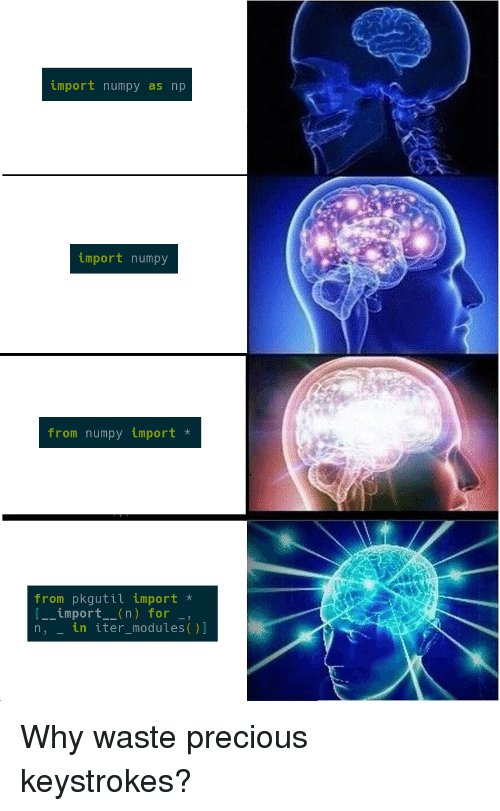 import numpy as np
import numpy
from numpy import *
from pkgutil import *
[__import__(n) for _,
n, _ in iter_modules()]
Why waste precious
keystrokes?